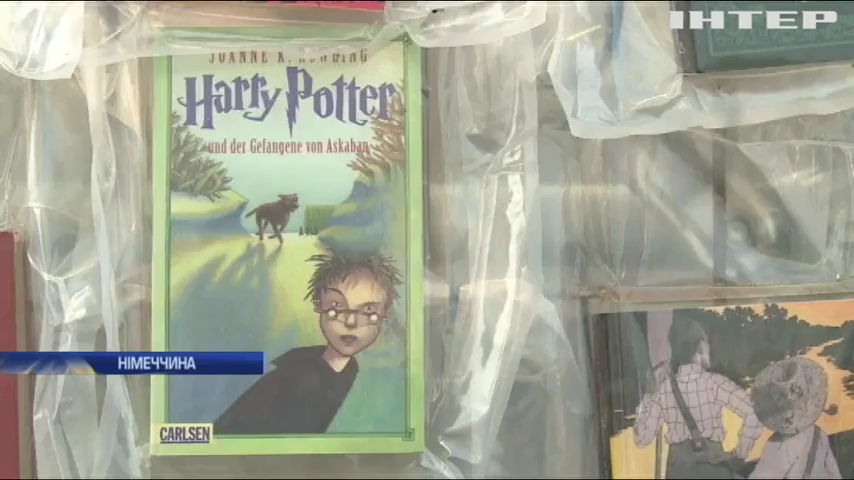 ІНТЕР
JOANNE K. ROWLING
Harry Potter
und der Gefangene von Askaban
НІМЕЧЧИНА
CARLSEN